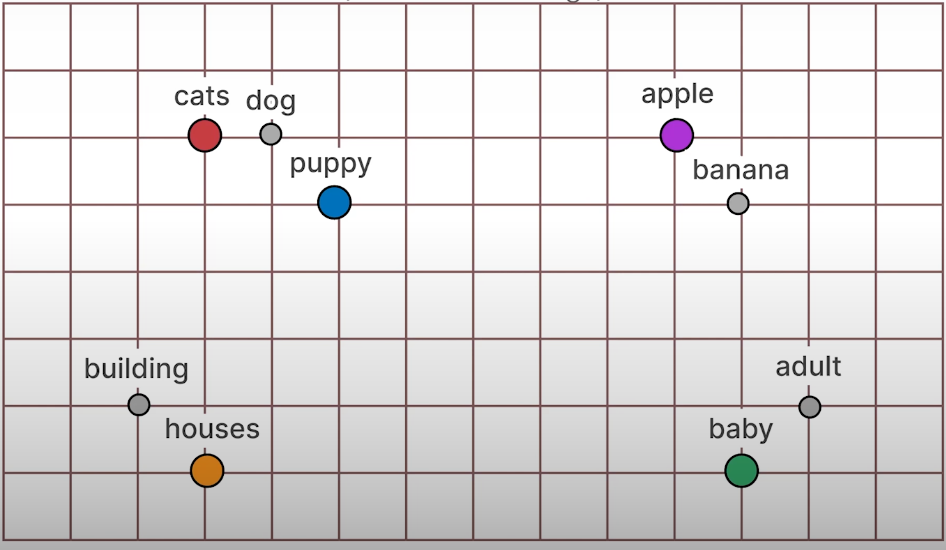 cats
dog
apple
puppy
banana
building
adult
houses
baby